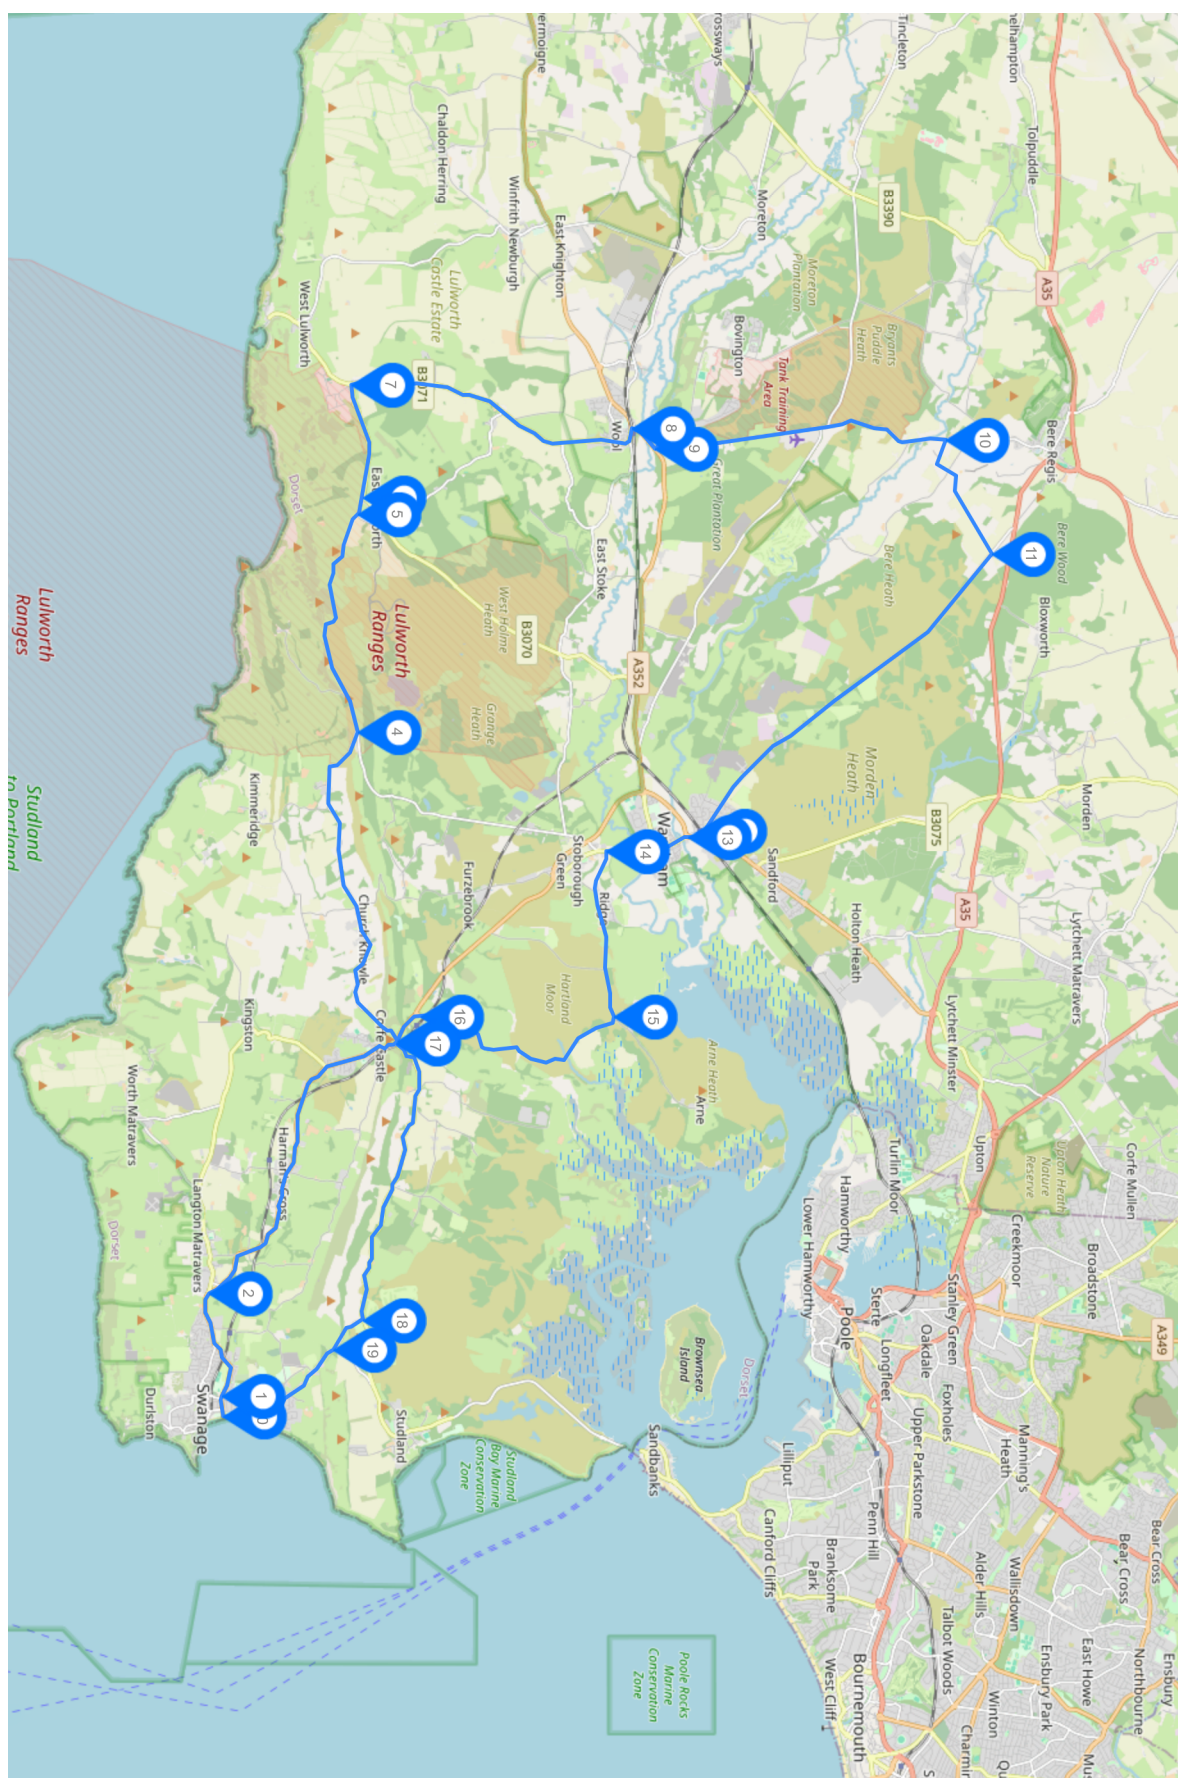 A349
Bear Cross
Ensbury
Corfe Mullen
Bear Cross
Northbourne
Morden
Lytchett Matravers
Broadstone
East Howe
Mus
Bere Regis
Bere Wood
Bloxworth
Upton Heath
Nature
Reserve
Ensbury Park
A35
Tolpuddle
11
Creekmoor
Mannings
Heath
Wallisdown
Qu
10
Upton
Alder Hills
Winton
Charmin
A35
Lytchett Minster
Stanley Green
Foxholes
Talbot Woods
B3075
Oakdale
Upper Parkstone
Tincleton
B3390
Bryants
Puddle
Heath
Bere Heath
Turlin Moor
Sterte
Longfleet
Morden
Heath
Holton Heath
Hamworthy
Poole
Penn Hill
Bournemouth
Moreton
Plantation
Tank Training
Area
Lower Hamworthy
Branksome
Park
West Cliff
Moreton
Bovington
Sandford
Lilliput
Canford Cliffs
Great Plantation
9
13
Arne Heath
Arne
Dorset
Brownsea
Island
Poole Rocks
Marine
Conservation
Zone
8
14
15
Sandbanks
A352
Wool
East Stoke
Ridge
East Knighton
Stoborough
Green
Hartland
Moor
Winfrith Newburgh
B3070
West Holme
Heath
Grange
Heath
Studland
Bay Marine
Conservation
Zone
Furzebrook
16
Chaldon Herring
Lulworth
Castle Estate
B3071
17
7
5
Lulworth
Ranges
4
18
Studland
Corfe Castle
19
Church Knowle
West Lulworth
Dorset
Harman's Cross
Kimmeridge
Kingston
2
1
Langton Matravers
Swanage
Worth Matravers
Durlston
Dorset
Lulworth
Ranges
Studland
to Portland